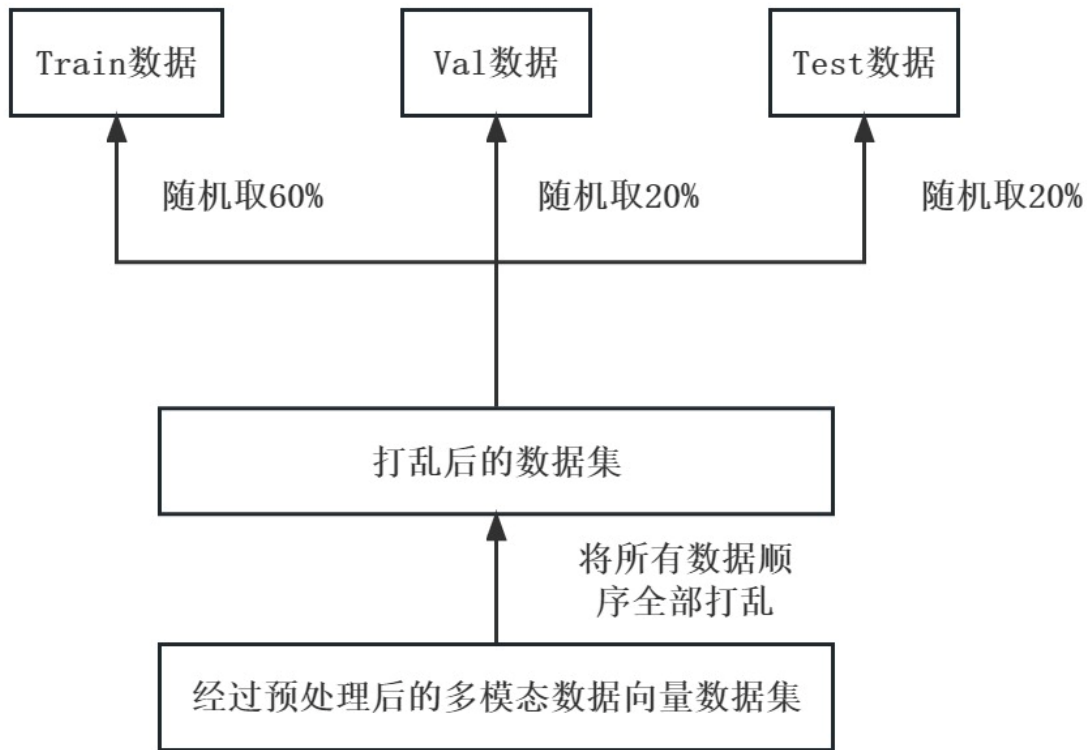 Train数据
Val数据
Test数据
随机取60%
随机取20%
随机取20%
打乱后的数据集
将所有数据顺
序全部打乱
经过预处理后的多模态数据向量数据集